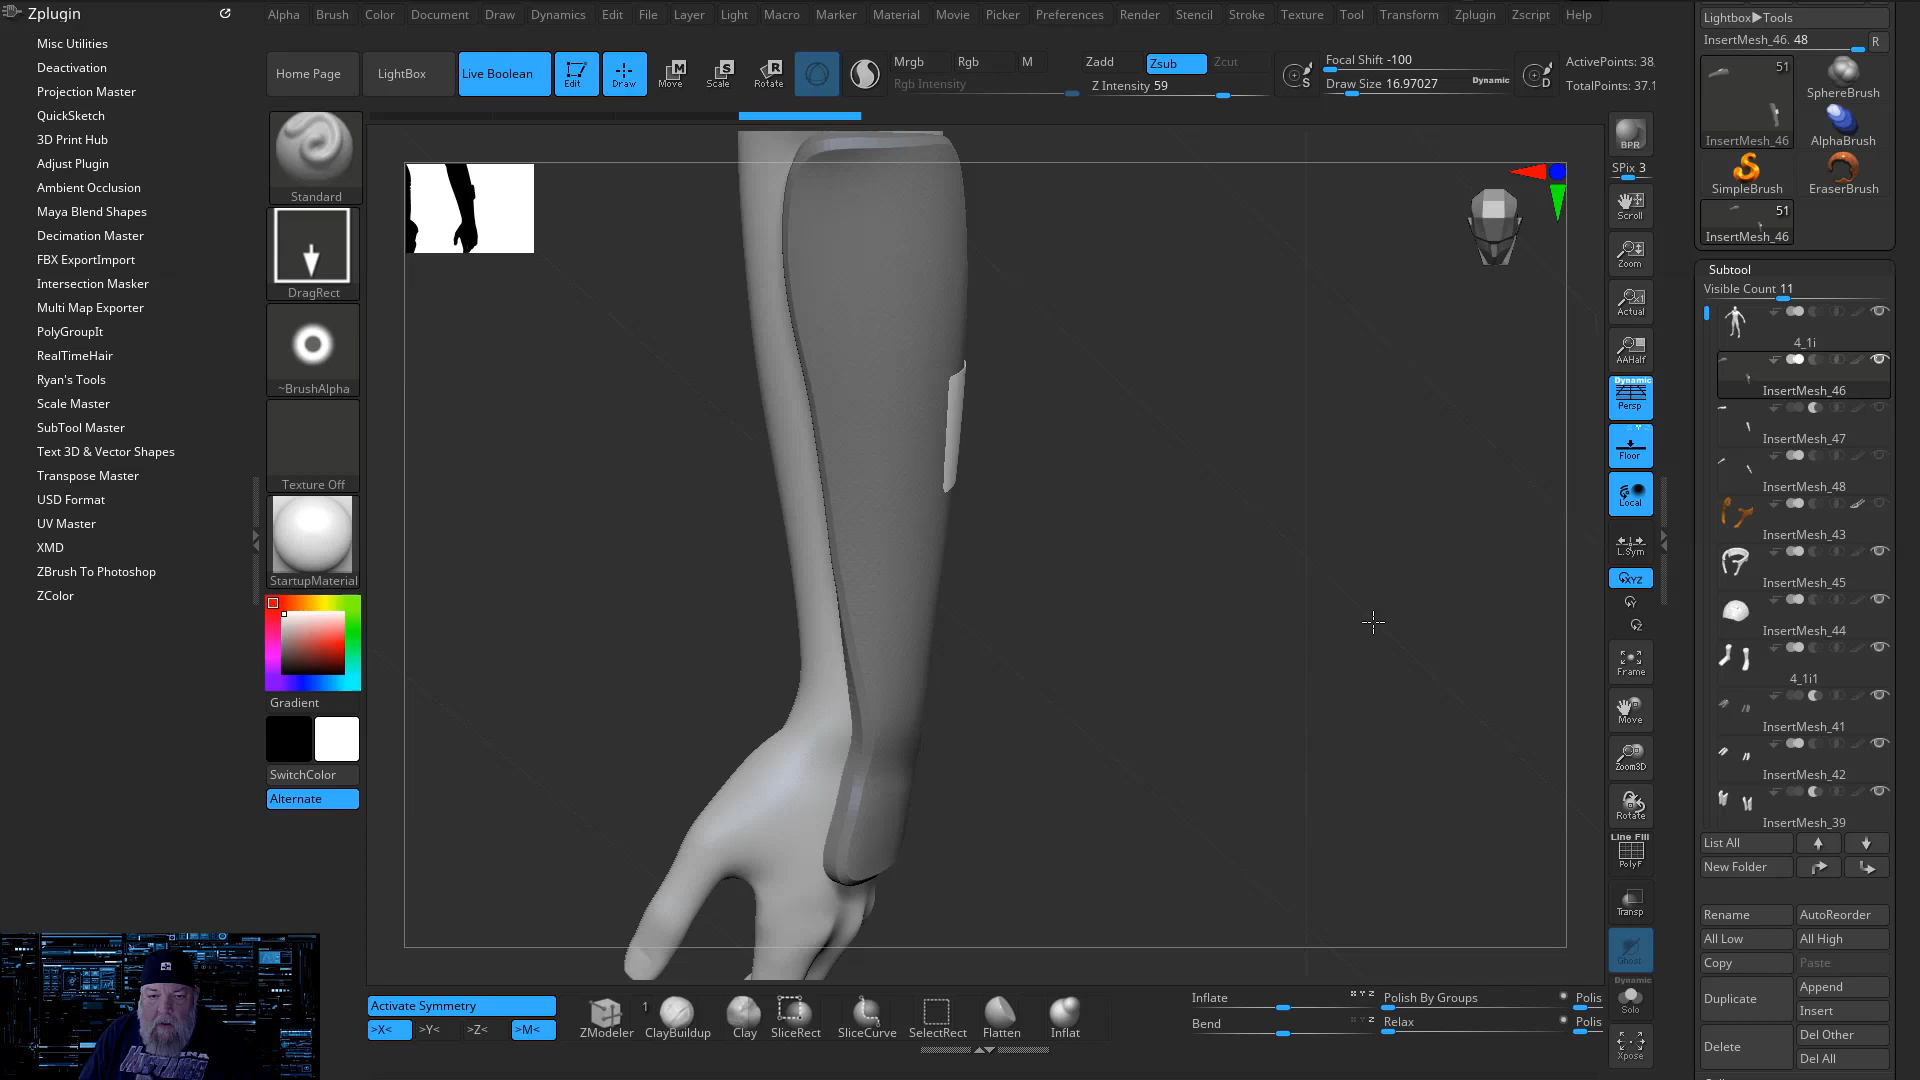 Zplugin
Misc Utilities
Deactivation
Projection Master
QuickSketch
3D Print Hub
Adjust Plugin
Ambient Occlusion
Maya Blend Shapes
Decimation Master
FBX ExportImport
Intersection Masker
Multi Map Exporter
PolyGroupIt
RealTimeHair
Ryan's Tools
Scale Master
SubTool Master
Text 3D & Vector Shapes
Transpose Master
USD Format
UV Master
XMD
ZBrush To Photoshop
ZColor
Alpha Brush Color Document Draw Dynamics Edit File Layer Light Macro Marker Material Movie Picker Preferences Render Stencil Stroke Texture Tool Transform Zplugin Zscript Help
Home Page LightBox Live Boolean Edit Draw Move Scale Rotate
Mrgb Rgb M
Rgb Intensity
Zadd Zsub Zcut
Z Intensity 59
S
Focal Shift -100
Draw Size 16.97027 Dynamic
D
ActivePoints: 38,
TotalPoints: 37.1
Standard
DragRect
~BrushAlpha
Texture Off
StartupMaterial
Gradient
SwitchColor
Alternate
BPR
SPix 3
Scroll
Zoom
Actual
AAHalf
Dynamic
Persp
Floor
Local
L.Sym
XYZ
Y
Z
Frame
Move
Zoom3D
Rotate
Line Fill
PolyF
Transp
Ghost
Dynamic
Solo
Xpose
Lightbox▶Tools
InsertMesh_46. 48 R
51
InsertMesh_46
SphereBrush
AlphaBrush
SimpleBrush
EraserBrush
51
InsertMesh_46
Subtool
Visible Count 11
4_1i
InsertMesh_46
InsertMesh_47
InsertMesh_48
InsertMesh_43
InsertMesh_45
InsertMesh_44
4_1i1
InsertMesh_41
InsertMesh_42
InsertMesh_39
List All
New Folder
Rename AutoReorder
All Low All High
Copy Paste
Duplicate Append
Insert
Delete Del Other
Del All
Activate Symmetry
>X< >Y< >Z< >M<
ZModeler
1
ClayBuildup
Clay
SliceRect
SliceCurve
SelectRect
Flatten
Inflat
Inflate X Y Z Polish By Groups Polis
Bend Relax Polis